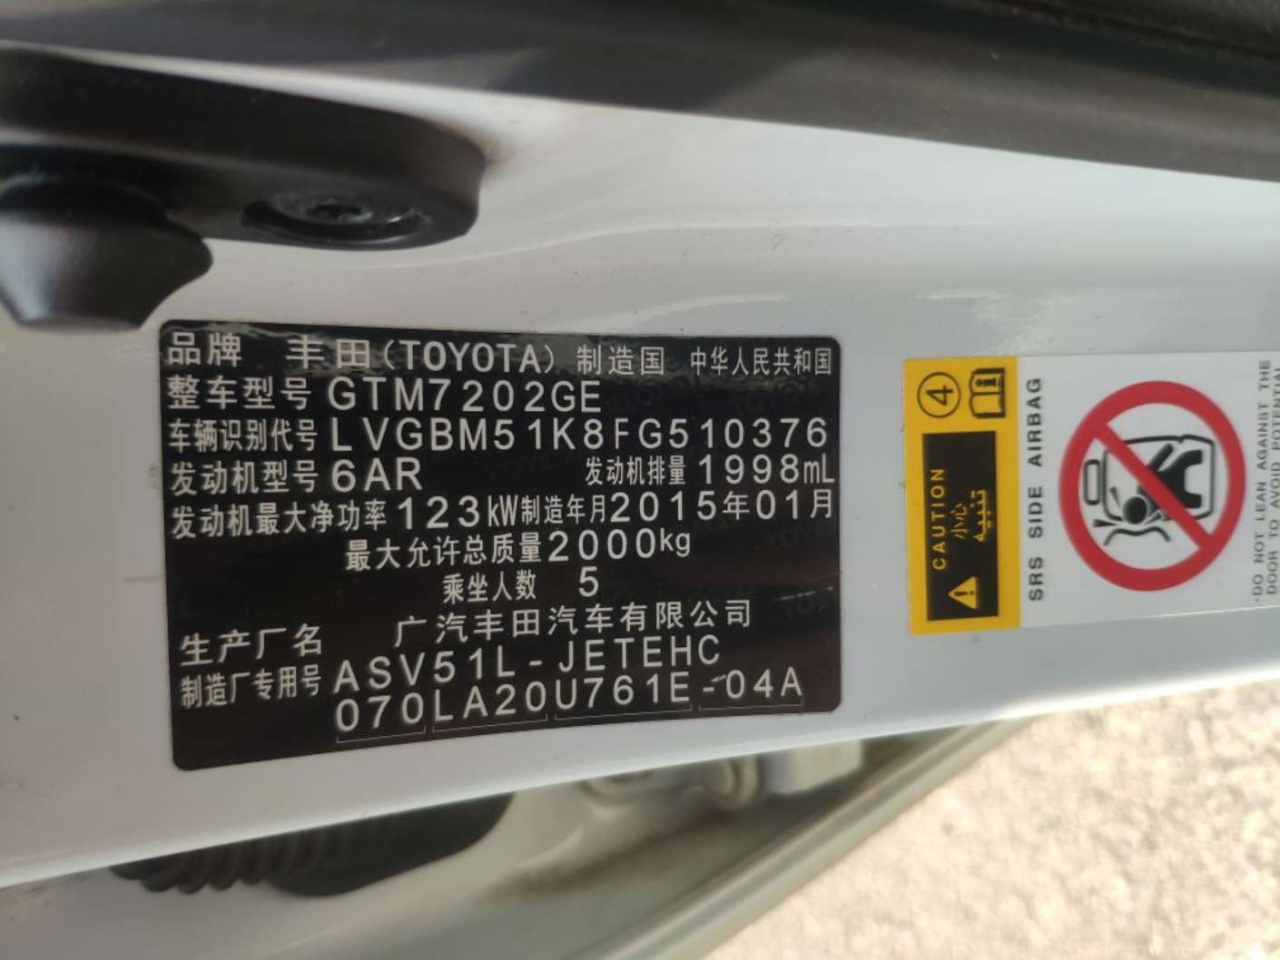 品牌 丰田(TOYOTA) 制造国 中华人民共和国
整车型号 GTM7202GE
车辆识别代号 LVGBM51K8FG510376
发动机型号 6AR 发动机排量 1998mL
发动机最大净功率 123kW 制造年月 2015年01月
最大允许总质量 2000kg
乘坐人数 5
生产厂名 广汽丰田汽车有限公司
制造厂专用号 ASV51L-JETEHC
070LA20U761E-04A
4
CAUTION
小心
تنبيه
SRS SIDE AIRBAG
·DO NOT LEAN AGAINST THE
DOOR TO AVOID POTENTIAL